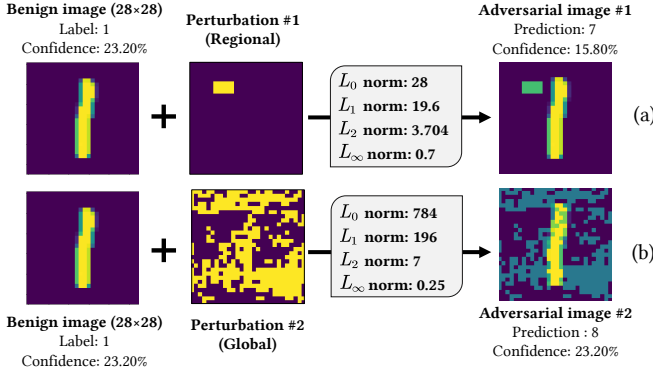 Benign image (28×28)
Label: 1
Confidence: 23.20%
Perturbation #1
(Regional)
Adversarial image #1
Prediction: 7
Confidence: 15.80%
+
L₀ norm: 28
L₁ norm: 19.6
L₂ norm: 3.704
L∞ norm: 0.7
(a)
+
L₀ norm: 784
L₁ norm: 196
L₂ norm: 7
L∞ norm: 0.25
(b)
Benign image (28×28)
Label: 1
Confidence: 23.20%
Perturbation #2
(Global)
Adversarial image #2
Prediction : 8
Confidence: 23.20%